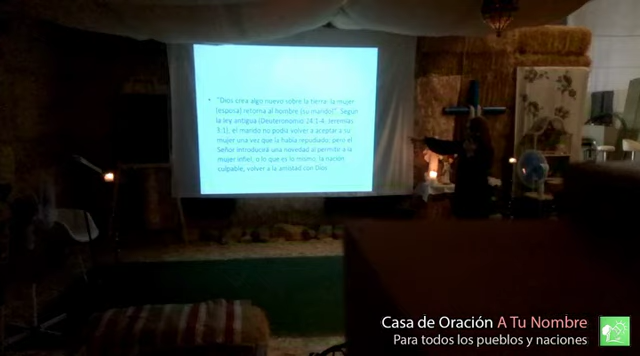 • "Dios crea algo nuevo sobre la tierra: la mujer
(esposa) retorna al hombre (su marido)". Según
la ley antigua (Deuteronomio 24:1-4. Jeremías
3:1), el marido no podía volver a aceptar a su
mujer una vez que la había repudiado; pero el
Señor introducirá una novedad al permitir a la
mujer infiel, o lo que es lo mismo, la nación
culpable, volver a la amistad con Dios
Casa de Oración A Tu Nombre
Para todos los pueblos y naciones